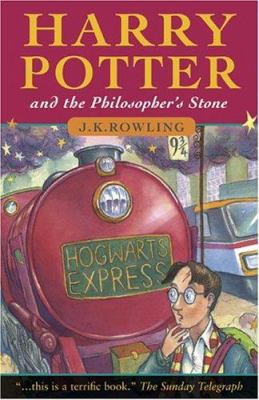 HARRY
POTTER
and the Philosopher's Stone
J.K.ROWLING
9¾
HOGWARTS
EXPRESS
"...this is a terrific book." The Sunday Telegraph